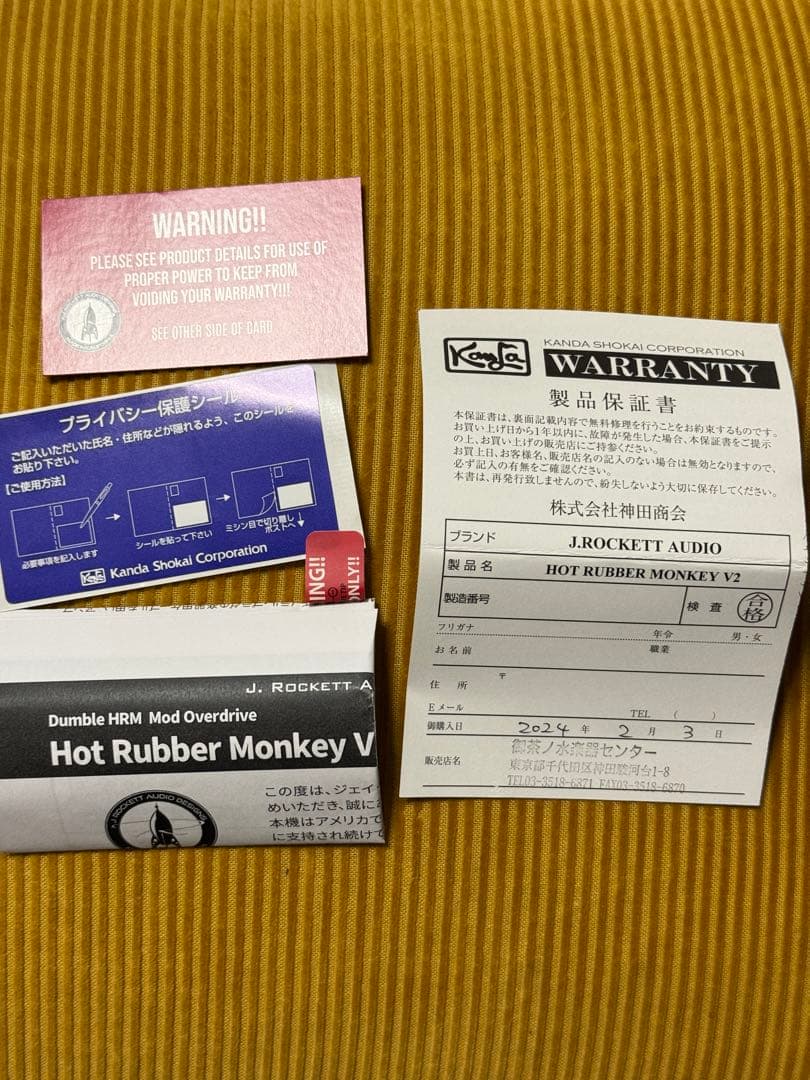 WARNING!!
PLEASE SEE PRODUCT DETAILS FOR USE OF
PROPER POWER TO KEEP FROM
VOIDING YOUR WARRANTY!!!
SEE OTHER SIDE OF CARD
プライバシー保護シール
ご記入いただいた氏名・住所などが隠れるよう、このシールを
お貼り下さい。
【ご使用方法】
必要事項を記入します
シールを貼って下さい
ミシン目で切り離し
ポストへ
Kanda Shokai Corporation
ONLY!!
J. ROCKETT A
Dumble HRM Mod Overdrive
Hot Rubber Monkey V
この度は、ジェイ
めいただき、誠に
本機はアメリカで
に支持され続けて
Kanda
KANDA SHOKAI CORPORATION
WARRANTY
製品保証書
本保証書は、裏面記載内容で無料修理を行うことをお約束するものです。
お買い上げ日から1年以内に、故障が発生した場合、本保証書をご提示
の上、お買い上げの販売店にご持参ください。
お買上日、お客様名、販売店名の記入のない場合は無効となりますので、
必ず記入の有無をご確認ください。
本書は、再発行致しませんので、紛失しないよう大切に保存してください。
株式会社神田商会
ブランド J.ROCKETT AUDIO
製品名 HOT RUBBER MONKEY V2
製造番号 検査 合格
フリガナ 年令 男・女
お名前 職業
住所 〒
Eメール TEL ( )
御購入日 2024 年 2 月 3 日
販売店名 御茶ノ水楽器センター
東京都千代田区神田駿河台1-8
TEL03-3518-6871 FAX03-3518-6870